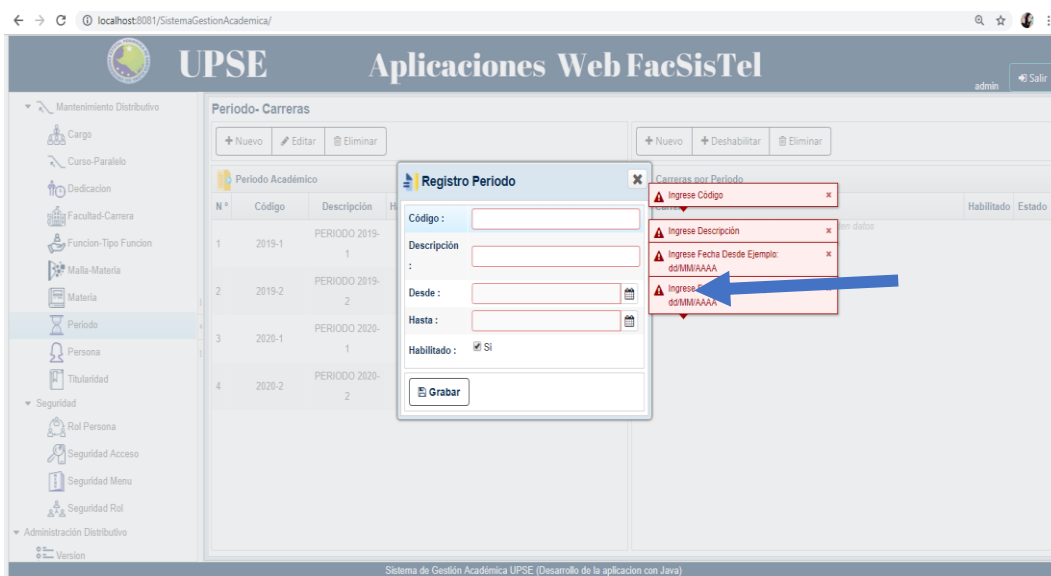 localhost:8081/SistemaGestionAcademica/
UPSE Aplicaciones Web FacSisTel
admin
Salir
Mantenimiento Distributivo
Cargo
Curso-Paralelo
Dedicacion
Facultad-Carrera
Funcion-Tipo Funcion
Malla-Materia
Materia
Periodo
Persona
Titularidad
Seguridad
Rol Persona
Seguridad Acceso
Seguridad Menu
Seguridad Rol
Administración Distributivo
Version
Periodo- Carreras
Nuevo Editar Eliminar
Periodo Académico
N° Código Descripción H
1 2019-1 PERIODO 2019-
1
2 2019-2 PERIODO 2019-
2
3 2020-1 PERIODO 2020-
1
4 2020-2 PERIODO 2020-
2
Nuevo Deshabilitar Eliminar
Carreras por Periodo
Habilitado Estado
datos
Registro Periodo
Código :
Descripción
:
Desde :
Hasta :
Habilitado : Si
Grabar
Ingrese Código x
Ingrese Descripción x
Ingrese Fecha Desde Ejemplo: x
dd/MM/AAAA
Ingrese
dd/MM/AAAA
Sistema de Gestión Académica UPSE (Desarrollo de la aplicacion con Java)